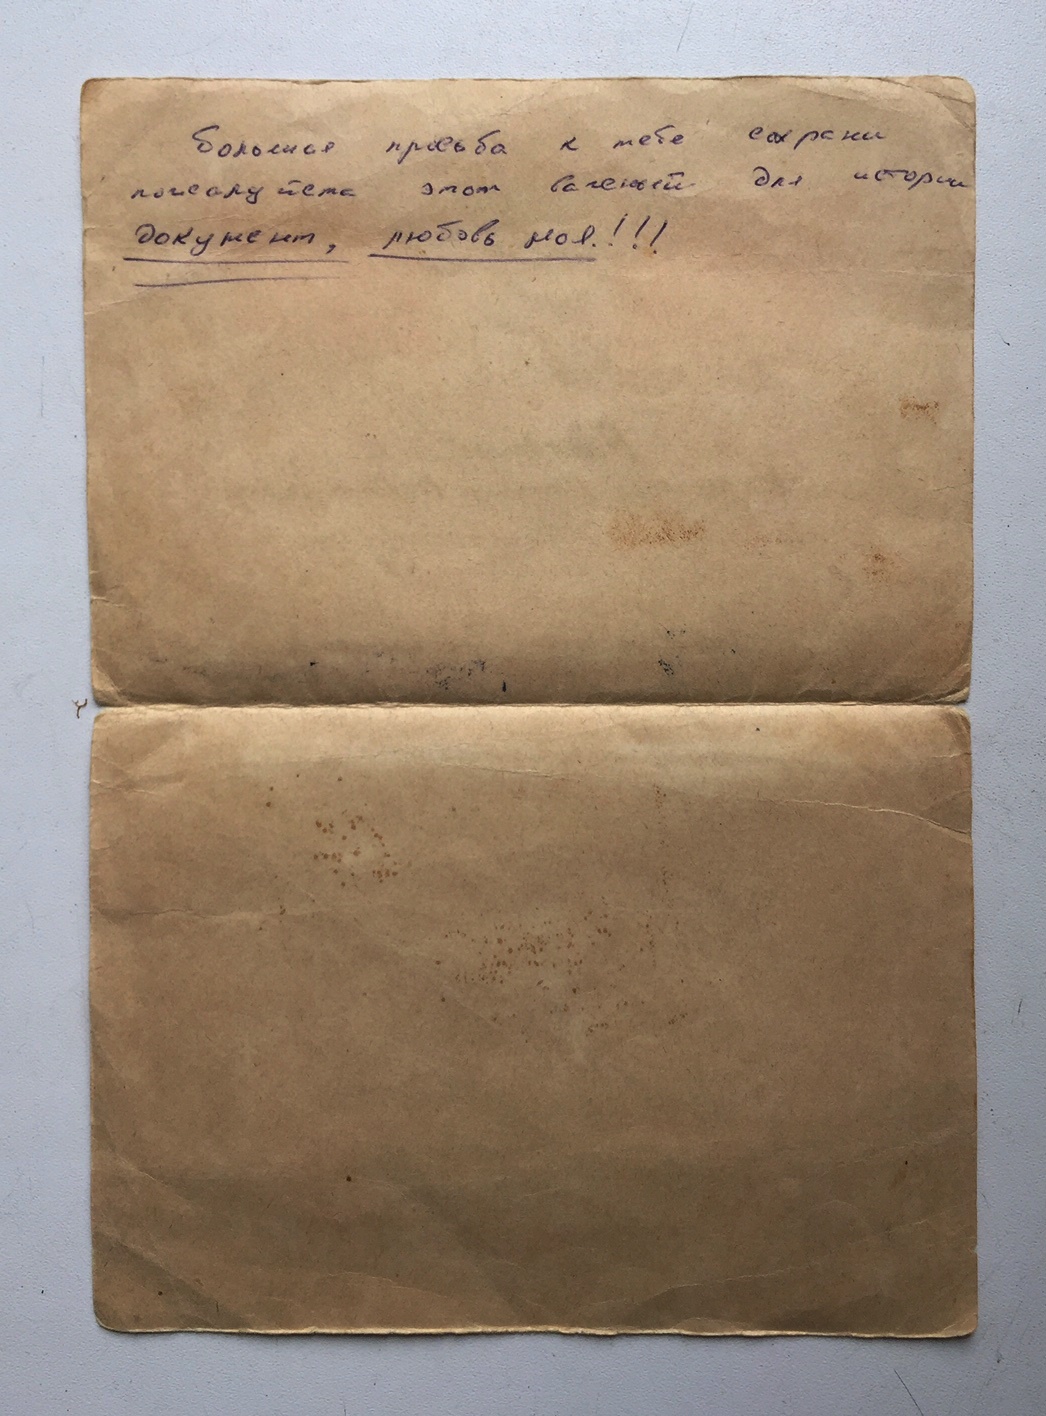 Большая просьба к тебе сохрани
пожалуйста этот важный для истории
документ, любовь моя!!!